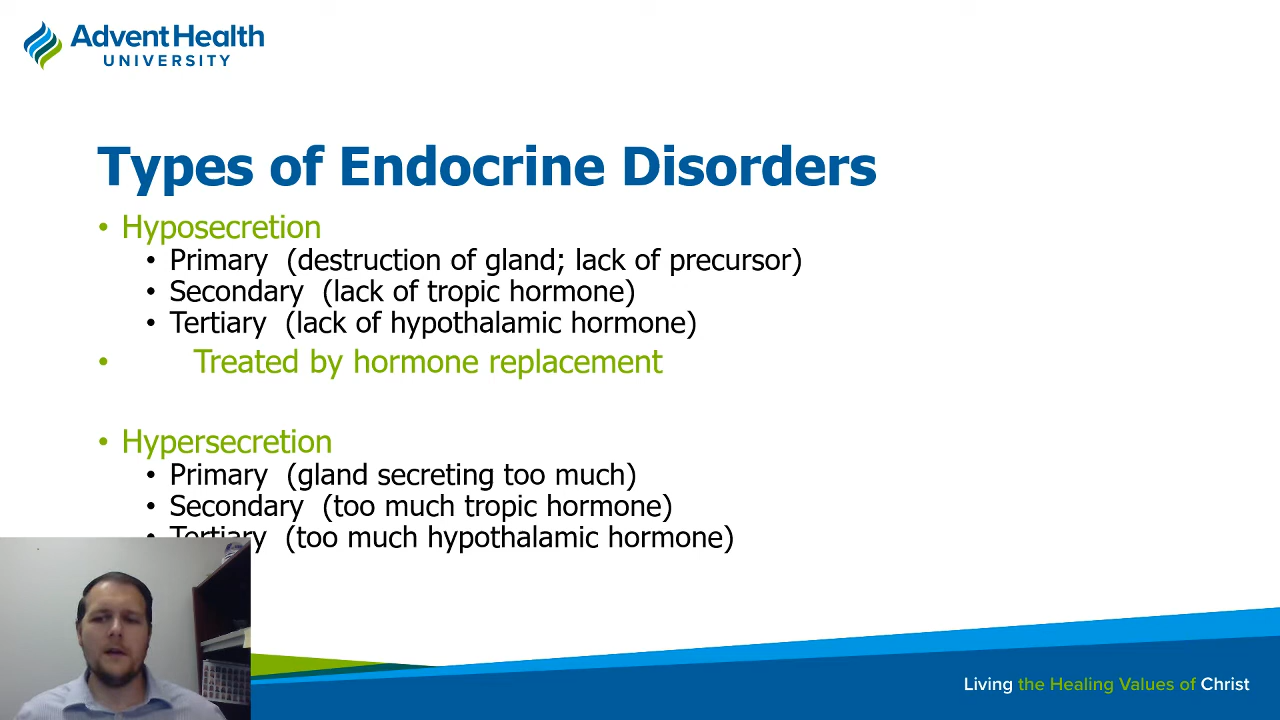 AdventHealth
UNIVERSITY
Types of Endocrine Disorders
• Hyposecretion
• Primary (destruction of gland; lack of precursor)
• Secondary (lack of tropic hormone)
• Tertiary (lack of hypothalamic hormone)
• Treated by hormone replacement
• Hypersecretion
• Primary (gland secreting too much)
• Secondary (too much tropic hormone)
• Tertiary (too much hypothalamic hormone)
Living the Healing Values of Christ